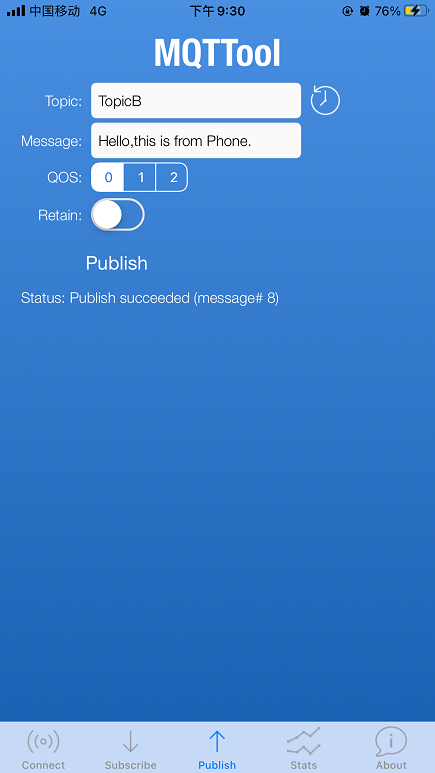 中国移动 4G 下午9:30 76%
MQTTool
Topic: TopicB
Message: Hello,this is from Phone.
QOS: 0 1 2
Retain:
Publish
Status: Publish succeeded (message# 8)
Connect Subscribe Publish Stats About